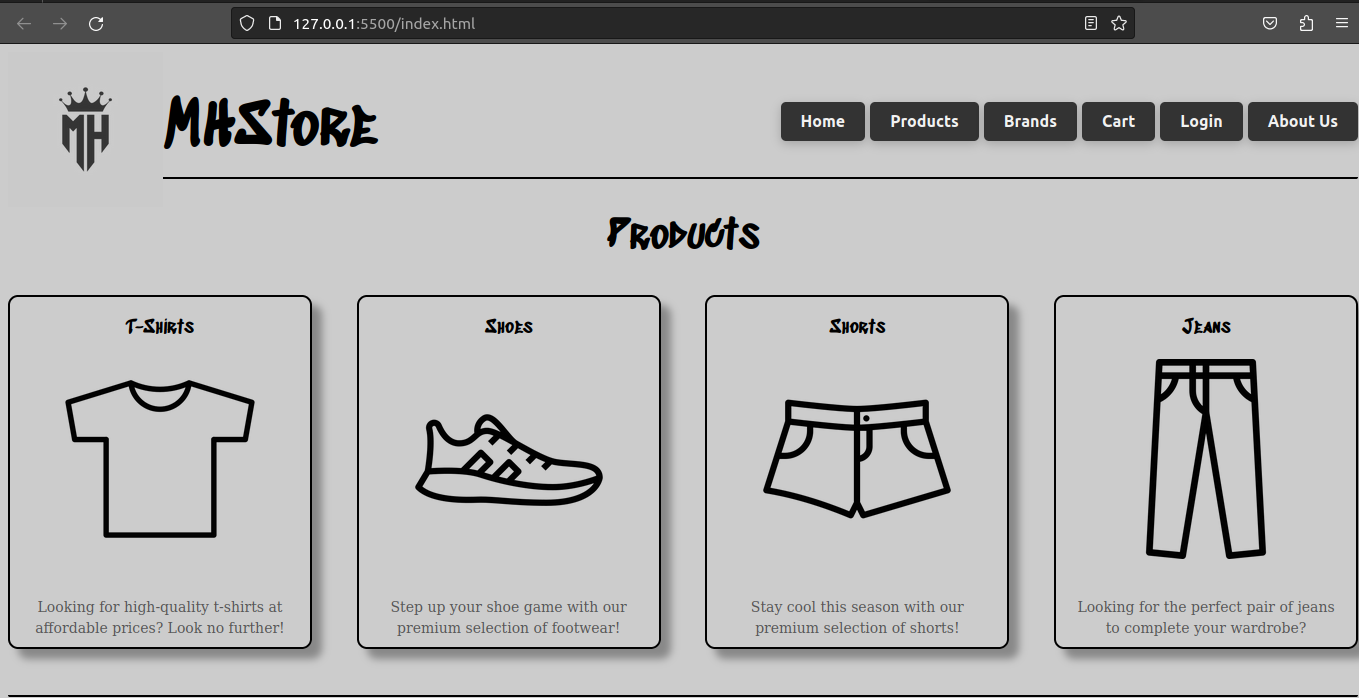 127.0.0.1:5500/index.html
MH
MHStore
Home Products Brands Cart Login About Us
Products
T-Shirts
Looking for high-quality t-shirts at
affordable prices? Look no further!
Shoes
Step up your shoe game with our
premium selection of footwear!
Shorts
Stay cool this season with our
premium selection of shorts!
Jeans
Looking for the perfect pair of jeans
to complete your wardrobe?